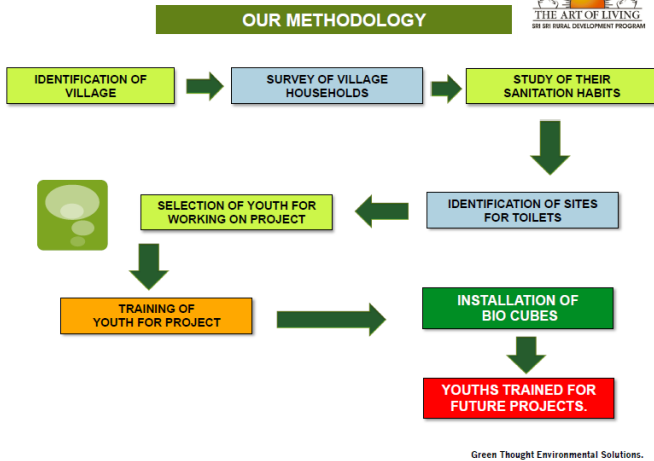 OUR METHODOLOGY
THE ART OF LIVING
SRI SRI RURAL DEVELOPMENT PROGRAM
IDENTIFICATION OF
VILLAGE
SURVEY OF VILLAGE
HOUSEHOLDS
STUDY OF THEIR
SANITATION HABITS
SELECTION OF YOUTH FOR
WORKING ON PROJECT
IDENTIFICATION OF SITES
FOR TOILETS
TRAINING OF
YOUTH FOR PROJECT
INSTALLATION OF
BIO CUBES
YOUTHS TRAINED FOR
FUTURE PROJECTS.
Green Thought Environmental Solutions.